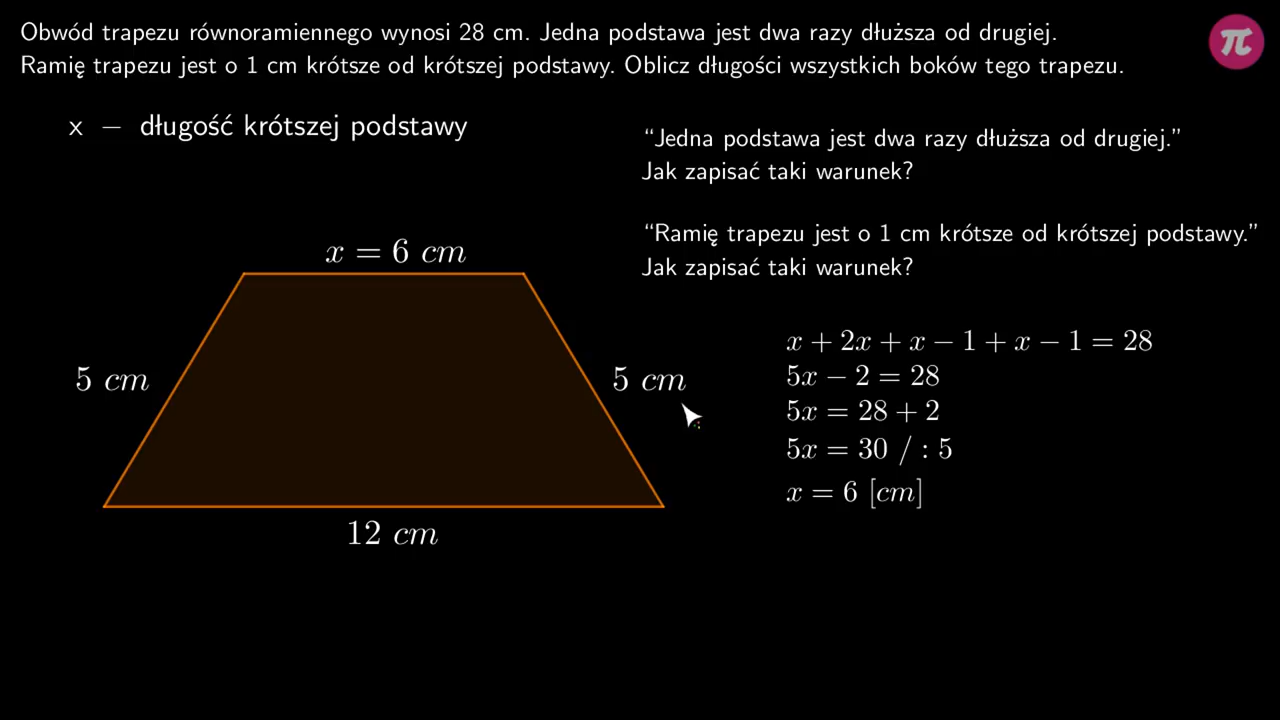 Obwód trapezu równoramiennego wynosi 28 cm. Jedna podstawa jest dwa razy dłuższa od drugiej.
Ramię trapezu jest o 1 cm krótsze od krótszej podstawy. Oblicz długości wszystkich boków tego trapezu.
π
x − długość krótszej podstawy
“Jedna podstawa jest dwa razy dłuższa od drugiej.”
Jak zapisać taki warunek?
“Ramię trapezu jest o 1 cm krótsze od krótszej podstawy.”
Jak zapisać taki warunek?
x = 6 cm
5 cm
5 cm
12 cm
x + 2x + x − 1 + x − 1 = 28
5x − 2 = 28
5x = 28 + 2
5x = 30 / : 5
x = 6 [cm]